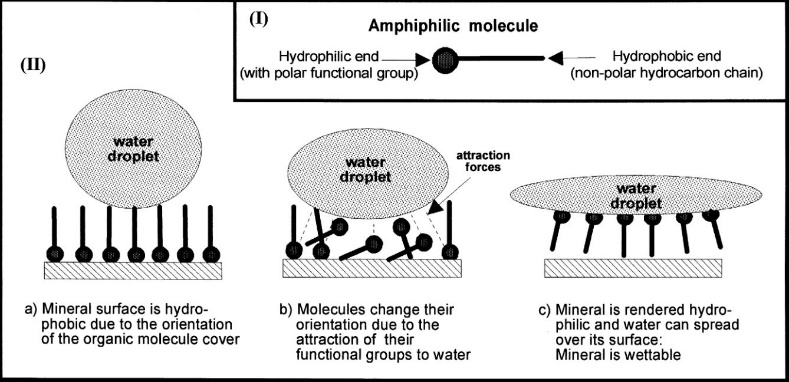 (I)
Amphiphilic molecule
Hydrophilic end
(with polar functional group)
Hydrophobic end
(non-polar hydrocarbon chain)
(II)
water
droplet
water
droplet
attraction
forces
water
droplet
a) Mineral surface is hydro-
phobic due to the orientation
of the organic molecule cover
b) Molecules change their
orientation due to the
attraction of their
functional groups to water
c) Mineral is rendered hydro-
philic and water can spread
over its surface:
Mineral is wettable